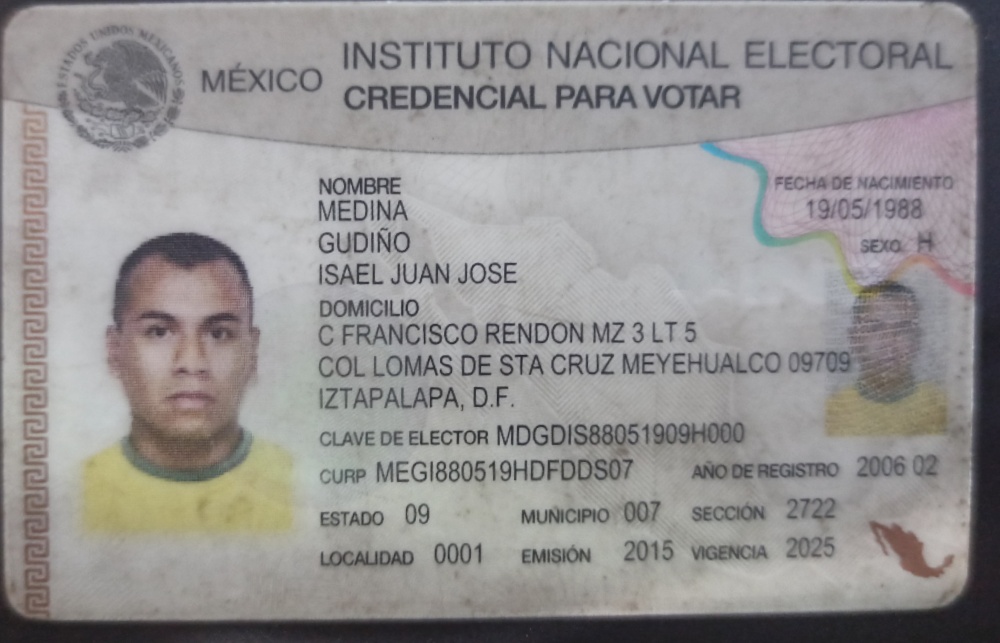 ESTADOS UNIDOS MEXICANOS
MÉXICO
INSTITUTO NACIONAL ELECTORAL
CREDENCIAL PARA VOTAR
NOMBRE
MEDINA
GUDIÑO
ISAEL JUAN JOSE
FECHA DE NACIMIENTO
19/05/1988
SEXO H
DOMICILIO
C FRANCISCO RENDON MZ 3 LT 5
COL LOMAS DE STA CRUZ MEYEHUALCO 09709
IZTAPALAPA, D.F.
CLAVE DE ELECTOR MDGDIS88051909H000
CURP MEGI880519HDFDDS07 AÑO DE REGISTRO 2006 02
ESTADO 09 MUNICIPIO 007 SECCIÓN 2722
LOCALIDAD 0001 EMISIÓN 2015 VIGENCIA 2025